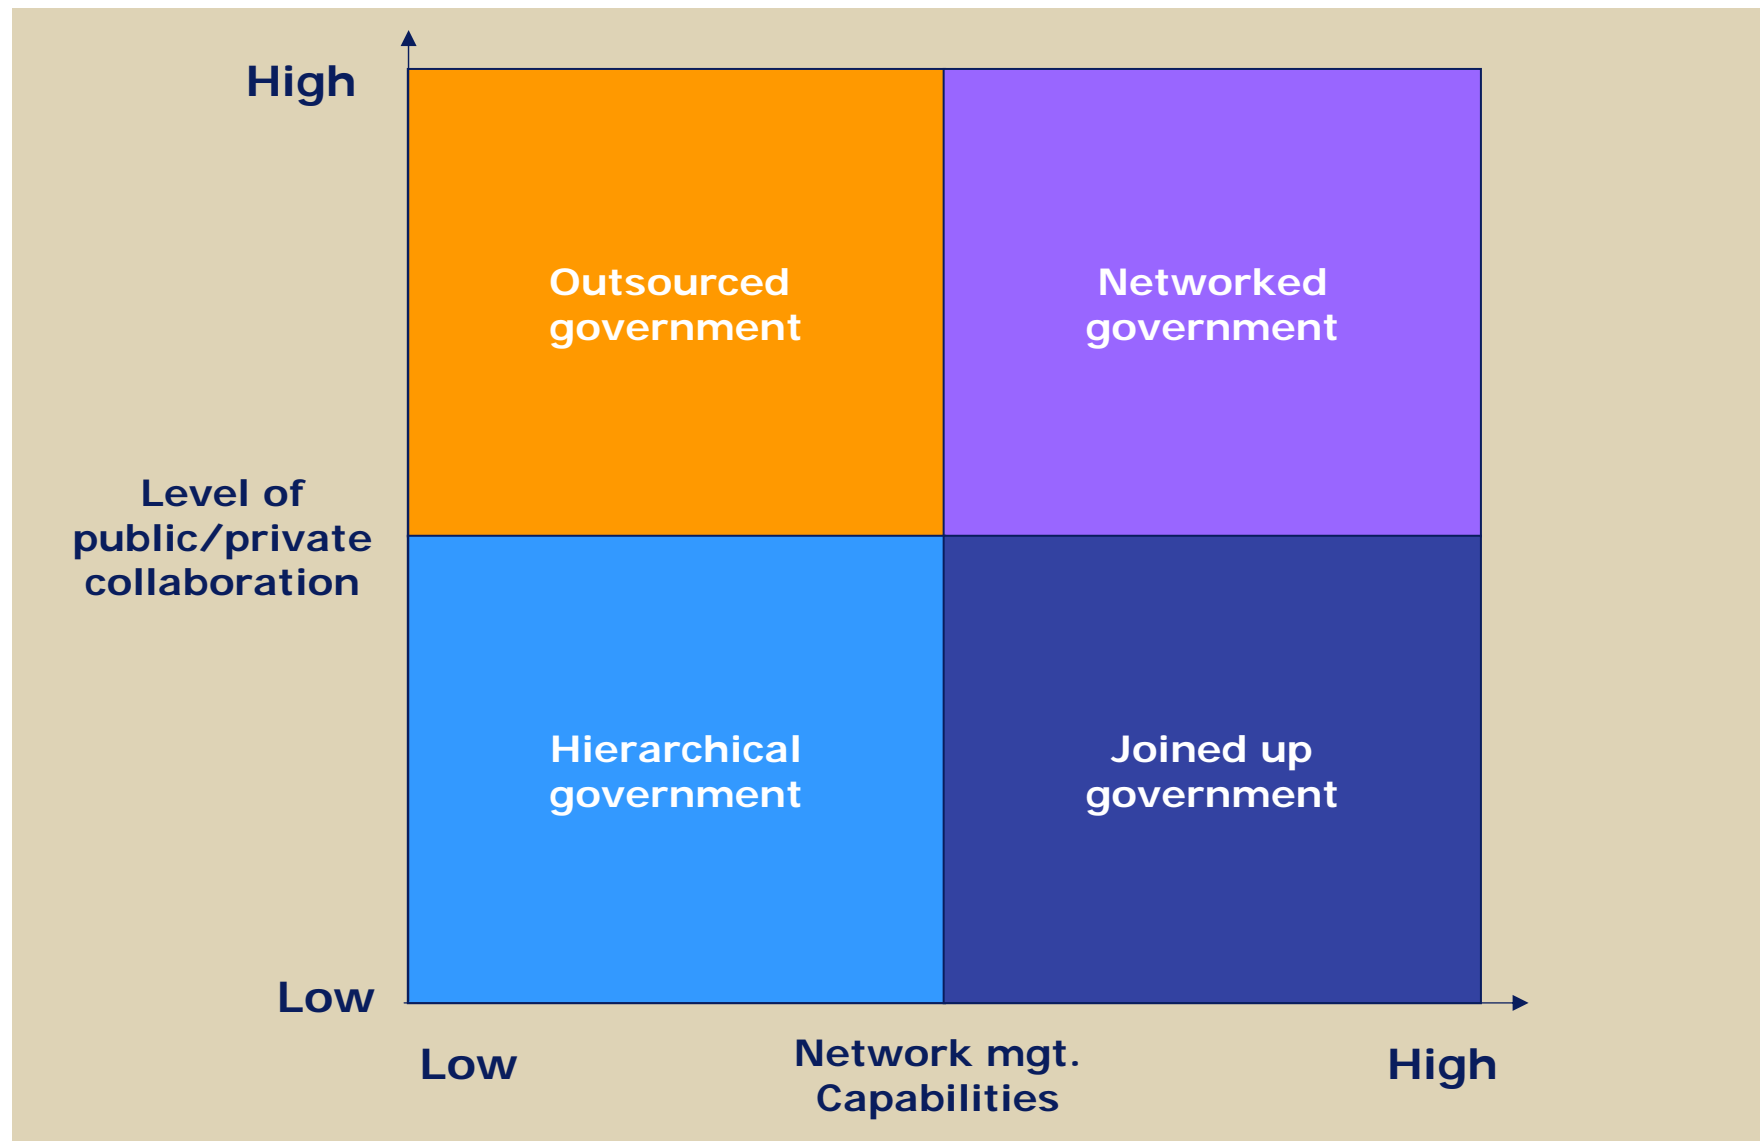 High
Outsourced
government
Networked
government
Level of
public/private
collaboration
Hierarchical
government
Joined up
government
Low
Low
Network mgt.
Capabilities
High